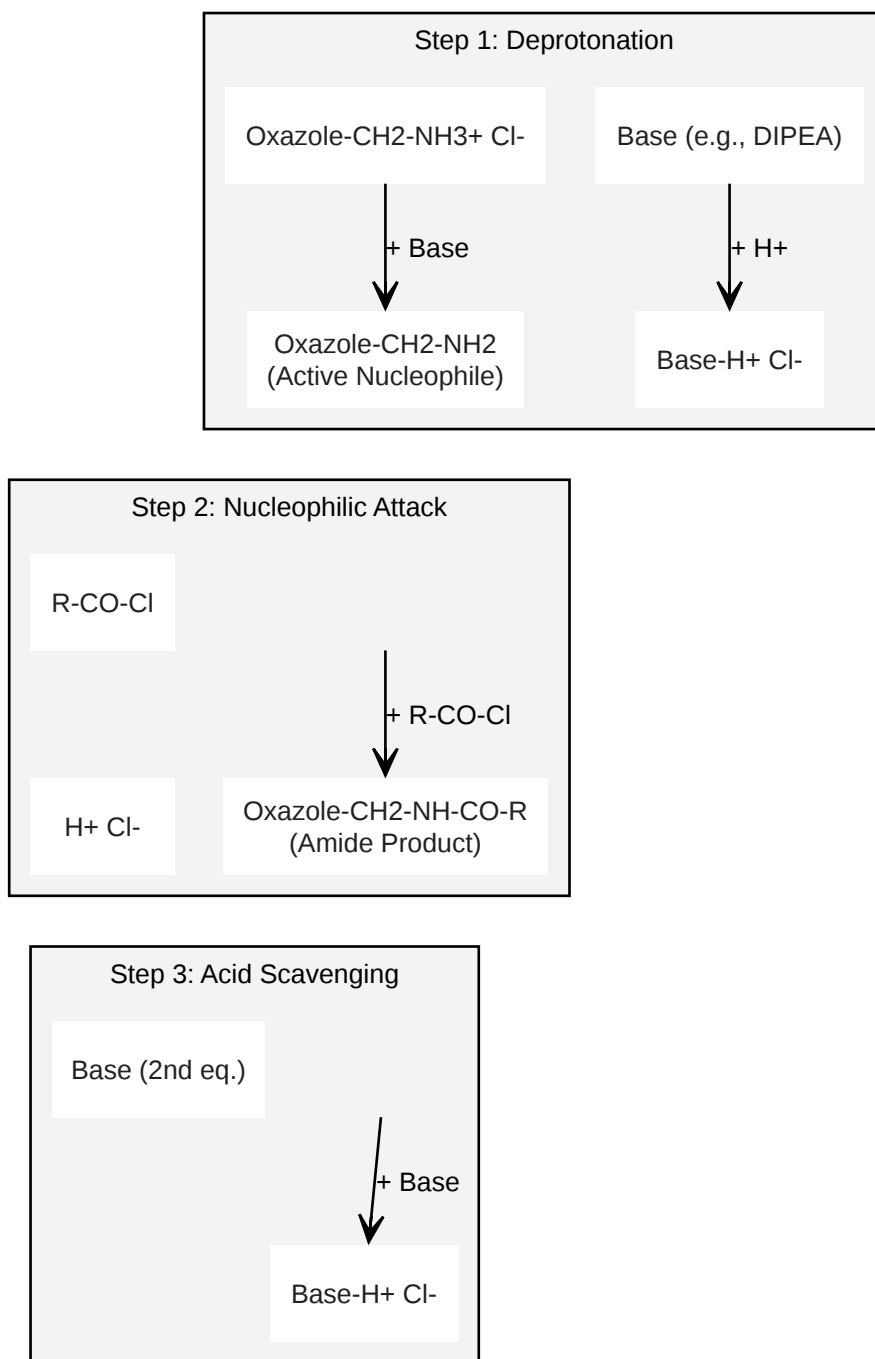 Step 1: Deprotonation
Oxazole-CH2-NH3+ Cl-
Base (e.g., DIPEA)
+ Base
+ H+
Oxazole-CH2-NH2
(Active Nucleophile)
Base-H+ Cl-
Step 2: Nucleophilic Attack
R-CO-Cl
+ R-CO-Cl
H+ Cl-
Oxazole-CH2-NH-CO-R
(Amide Product)
Step 3: Acid Scavenging
Base (2nd eq.)
+ Base
Base-H+ Cl-